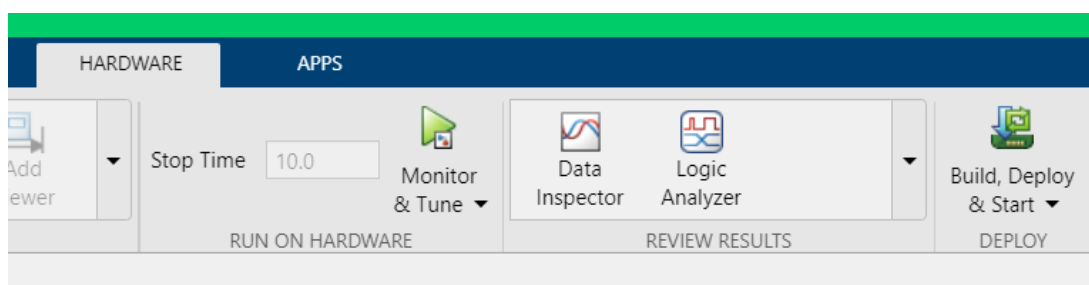 HARDWARE
APPS
Add
Stop Time
10.0
Monitor
& Tune
Data
Inspector
Logic
Analyzer
Build, Deploy
& Start
RUN ON HARDWARE
REVIEW RESULTS
DEPLOY